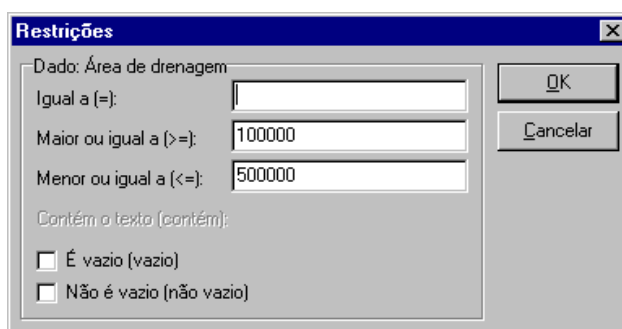 Restrições
Dado: Área de drenagem
Igual a (=):
Maior ou igual a (>=): 100000
Menor ou igual a (<=): 500000
Contém o texto (contém):
É vazio (vazio)
Não é vazio (não vazio)
OK
Cancelar